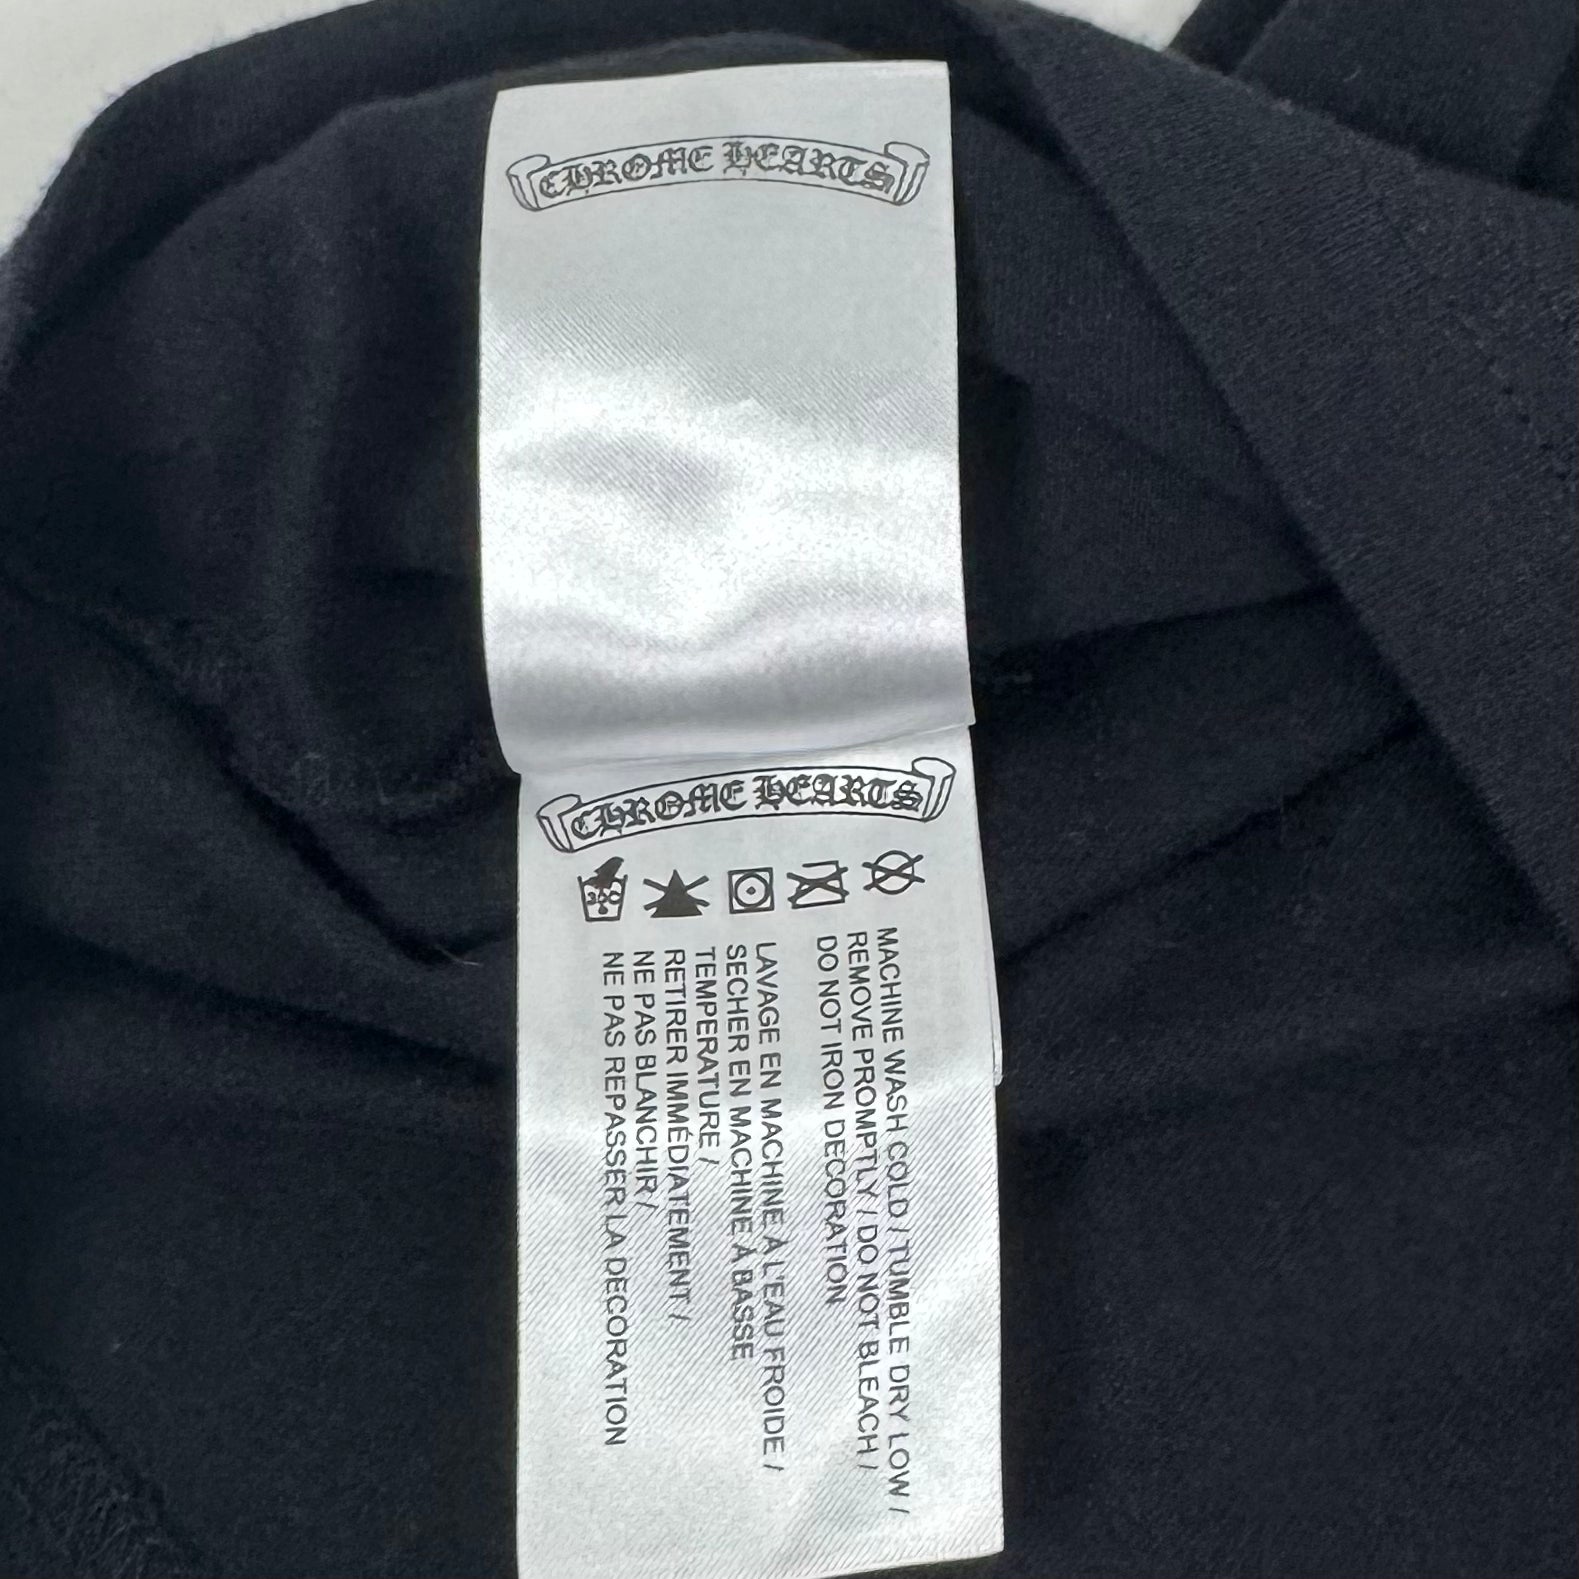 CHROME HEARTS
CHROME HEARTS
MACHINE WASH COLD / TUMBLE DRY LOW /
REMOVE PROMPTLY / DO NOT BLEACH /
DO NOT IRON DECORATION
LAVAGE EN MACHINE À L'EAU FROIDE /
SECHER EN MACHINE À BASSE
TEMPERATURE /
RETIRER IMMÉDIATEMENT /
NE PAS BLANCHIR /
NE PAS REPASSER LA DECORATION